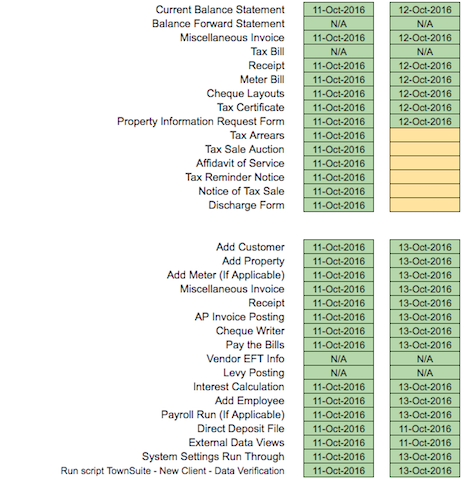 Current Balance Statement 11-Oct-2016 12-Oct-2016
Balance Forward Statement N/A N/A
Miscellaneous Invoice 11-Oct-2016 12-Oct-2016
Tax Bill N/A N/A
Receipt 11-Oct-2016 12-Oct-2016
Meter Bill 11-Oct-2016 12-Oct-2016
Cheque Layouts 11-Oct-2016 12-Oct-2016
Tax Certificate 11-Oct-2016 12-Oct-2016
Property Information Request Form 11-Oct-2016 12-Oct-2016
Tax Arrears 11-Oct-2016
Tax Sale Auction 11-Oct-2016
Affidavit of Service 11-Oct-2016
Tax Reminder Notice 11-Oct-2016
Notice of Tax Sale 11-Oct-2016
Discharge Form 11-Oct-2016
Add Customer 11-Oct-2016 13-Oct-2016
Add Property 11-Oct-2016 13-Oct-2016
Add Meter (If Applicable) 11-Oct-2016 13-Oct-2016
Miscellaneous Invoice 11-Oct-2016 13-Oct-2016
Receipt 11-Oct-2016 13-Oct-2016
AP Invoice Posting 11-Oct-2016 13-Oct-2016
Cheque Writer 11-Oct-2016 13-Oct-2016
Pay the Bills 11-Oct-2016 13-Oct-2016
Vendor EFT Info N/A N/A
Levy Posting N/A N/A
Interest Calculation 11-Oct-2016 13-Oct-2016
Add Employee 11-Oct-2016 13-Oct-2016
Payroll Run (If Applicable) 11-Oct-2016 13-Oct-2016
Direct Deposit File 11-Oct-2016 11-Oct-2016
External Data Views 11-Oct-2016 13-Oct-2016
System Settings Run Through 11-Oct-2016 13-Oct-2016
Run script TownSuite - New Client - Data Verification 11-Oct-2016 13-Oct-2016